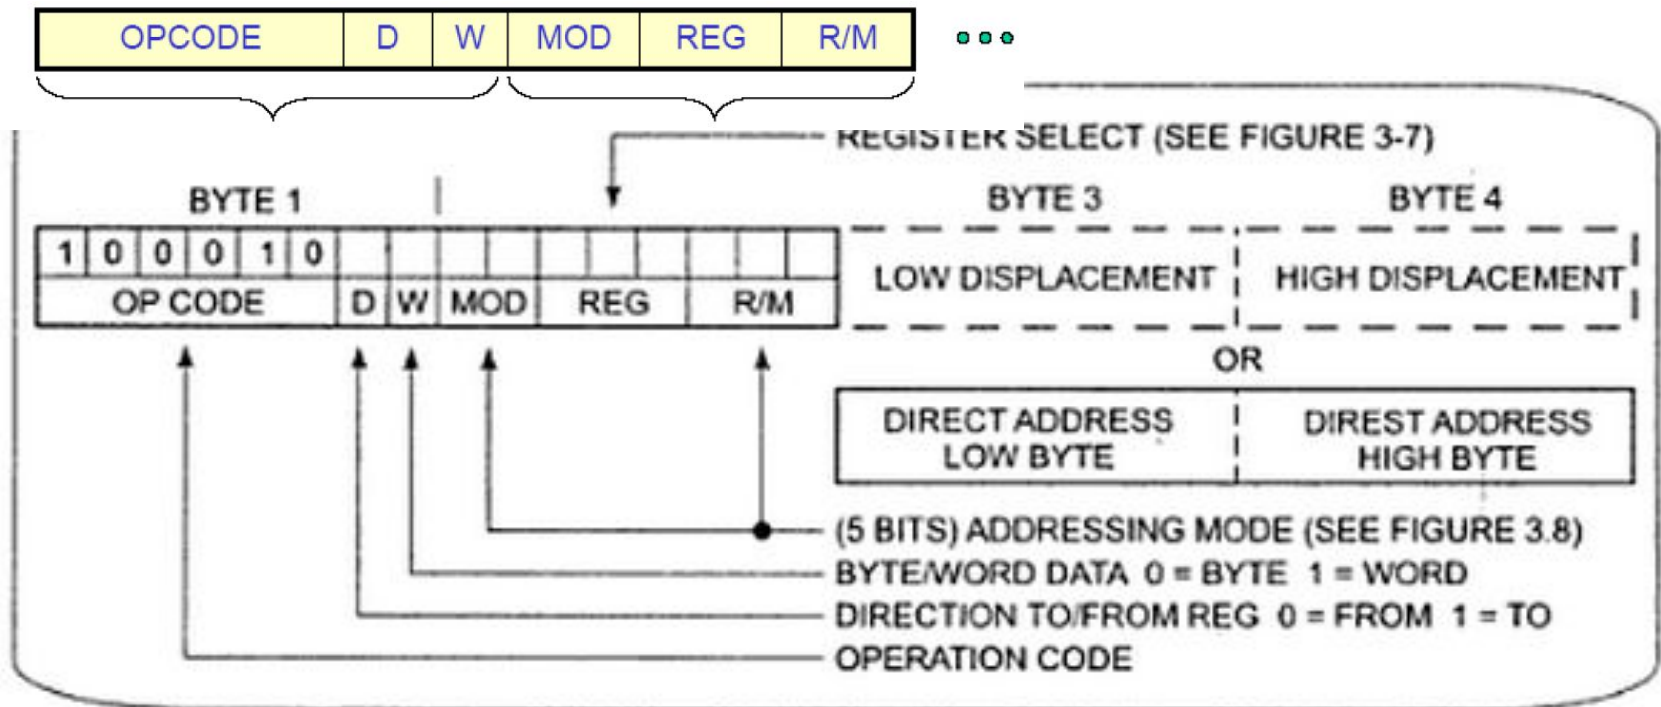 OPCODE D W MOD REG R/M
REGISTER SELECT (SEE FIGURE 3-7)
BYTE 1 BYTE 3 BYTE 4
1 0 0 0 1 0
OP CODE D W MOD REG R/M
LOW DISPLACEMENT HIGH DISPLACEMENT
OR
DIRECT ADDRESS DIREST ADDRESS
LOW BYTE HIGH BYTE
(5 BITS) ADDRESSING MODE (SEE FIGURE 3.8)
BYTE/WORD DATA 0 = BYTE 1 = WORD
DIRECTION TO/FROM REG 0 = FROM 1 = TO
OPERATION CODE